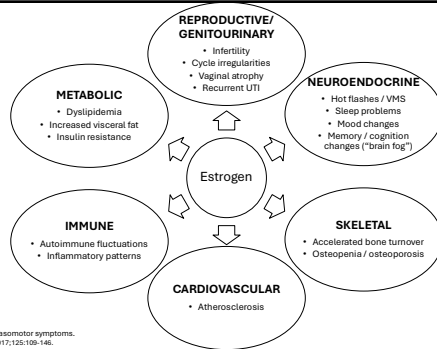 REPRODUCTIVE/
GENITOURINARY
• Infertility
• Cycle irregularities
• Vaginal atrophy
• Recurrent UTI
METABOLIC
• Dyslipidemia
• Increased visceral fat
• Insulin resistance
NEUROENDOCRINE
• Hot flashes / VMS
• Sleep problems
• Mood changes
• Memory / cognition
changes (“brain fog”)
Estrogen
IMMUNE
• Autoimmune fluctuations
• Inflammatory patterns
SKELETAL
• Accelerated bone turnover
• Osteopenia / osteoporosis
CARDIOVASCULAR
• Atherosclerosis
asomotor symptoms.
017;125:109-146.